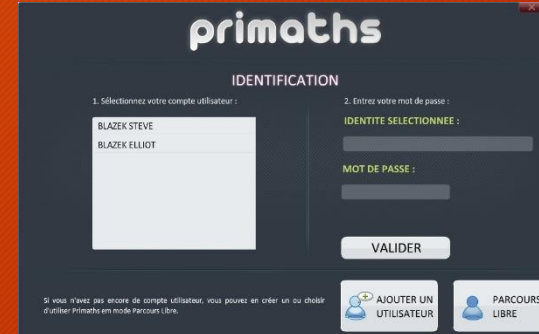 primaths
IDENTIFICATION
1. Sélectionnez votre compte utilisateur :
BLAZEK STEVE
BLAZEK ELLIOT
2. Entrez votre mot de passe :
IDENTITE SELECTIONNEE :
MOT DE PASSE :
VALIDER
Si vous n'avez pas encore de compte utilisateur, vous pouvez en créer un ou choisir
d'utiliser Primaths em mode Parcours Libre.
AJOUTER UN
UTILISATEUR
PARCOURS
LIBRE